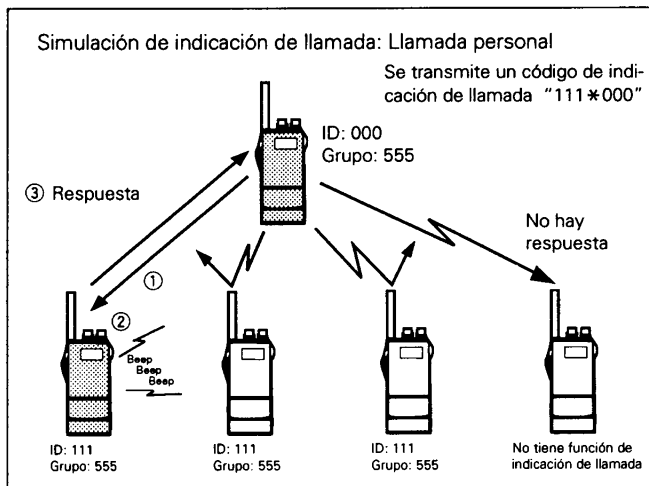 Simulación de indicación de llamada: Llamada personal
Se transmite un código de indi-
cación de llamada "111✱000"
ID: 000
Grupo: 555
③ Respuesta
No hay
respuesta
①
②
Beep
Beep
Beep
ID: 111
Grupo: 555
ID: 111
Grupo: 555
ID: 111
Grupo: 555
No tiene función de
indicación de llamada